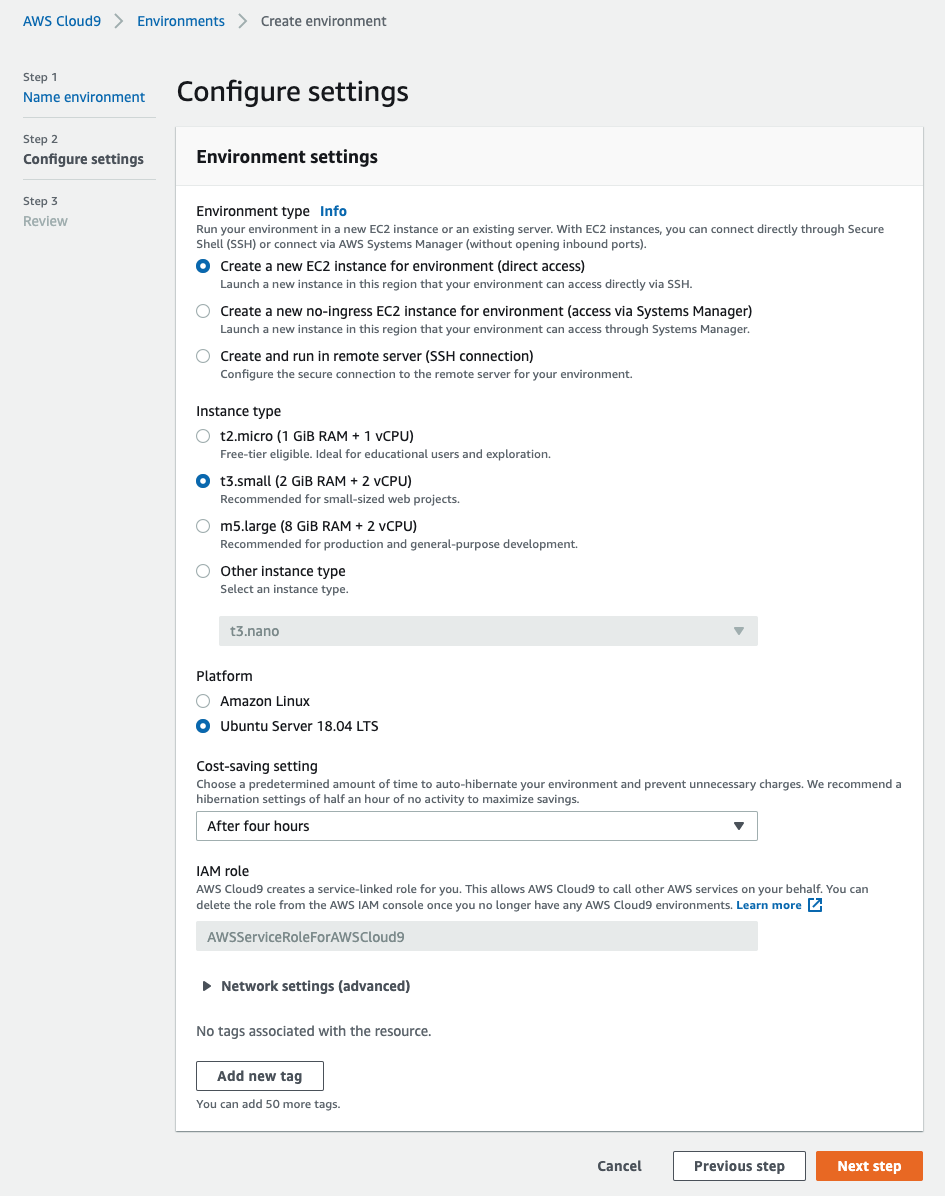 AWS Cloud9 > Environments > Create environment
Step 1
Name environment
Step 2
Configure settings
Step 3
Review
Configure settings
Environment settings
Environment type Info
Run your environment in a new EC2 instance or an existing server. With EC2 instances, you can connect directly through Secure
Shell (SSH) or connect via AWS Systems Manager (without opening inbound ports).
Create a new EC2 instance for environment (direct access)
Launch a new instance in this region that your environment can access directly via SSH.
Create a new no-ingress EC2 instance for environment (access via Systems Manager)
Launch a new instance in this region that your environment can access through Systems Manager.
Create and run in remote server (SSH connection)
Configure the secure connection to the remote server for your environment.
Instance type
t2.micro (1 GiB RAM + 1 vCPU)
Free-tier eligible. Ideal for educational users and exploration.
t3.small (2 GiB RAM + 2 vCPU)
Recommended for small-sized web projects.
m5.large (8 GiB RAM + 2 vCPU)
Recommended for production and general-purpose development.
Other instance type
Select an instance type.
t3.nano
Platform
Amazon Linux
Ubuntu Server 18.04 LTS
Cost-saving setting
Choose a predetermined amount of time to auto-hibernate your environment and prevent unnecessary charges. We recommend a
hibernation settings of half an hour of no activity to maximize savings.
After four hours
IAM role
AWS Cloud9 creates a service-linked role for you. This allows AWS Cloud9 to call other AWS services on your behalf. You can
delete the role from the AWS IAM console once you no longer have any AWS Cloud9 environments. Learn more
AWSServiceRoleForAWSCloud9
Network settings (advanced)
No tags associated with the resource.
Add new tag
You can add 50 more tags.
Cancel Previous step Next step